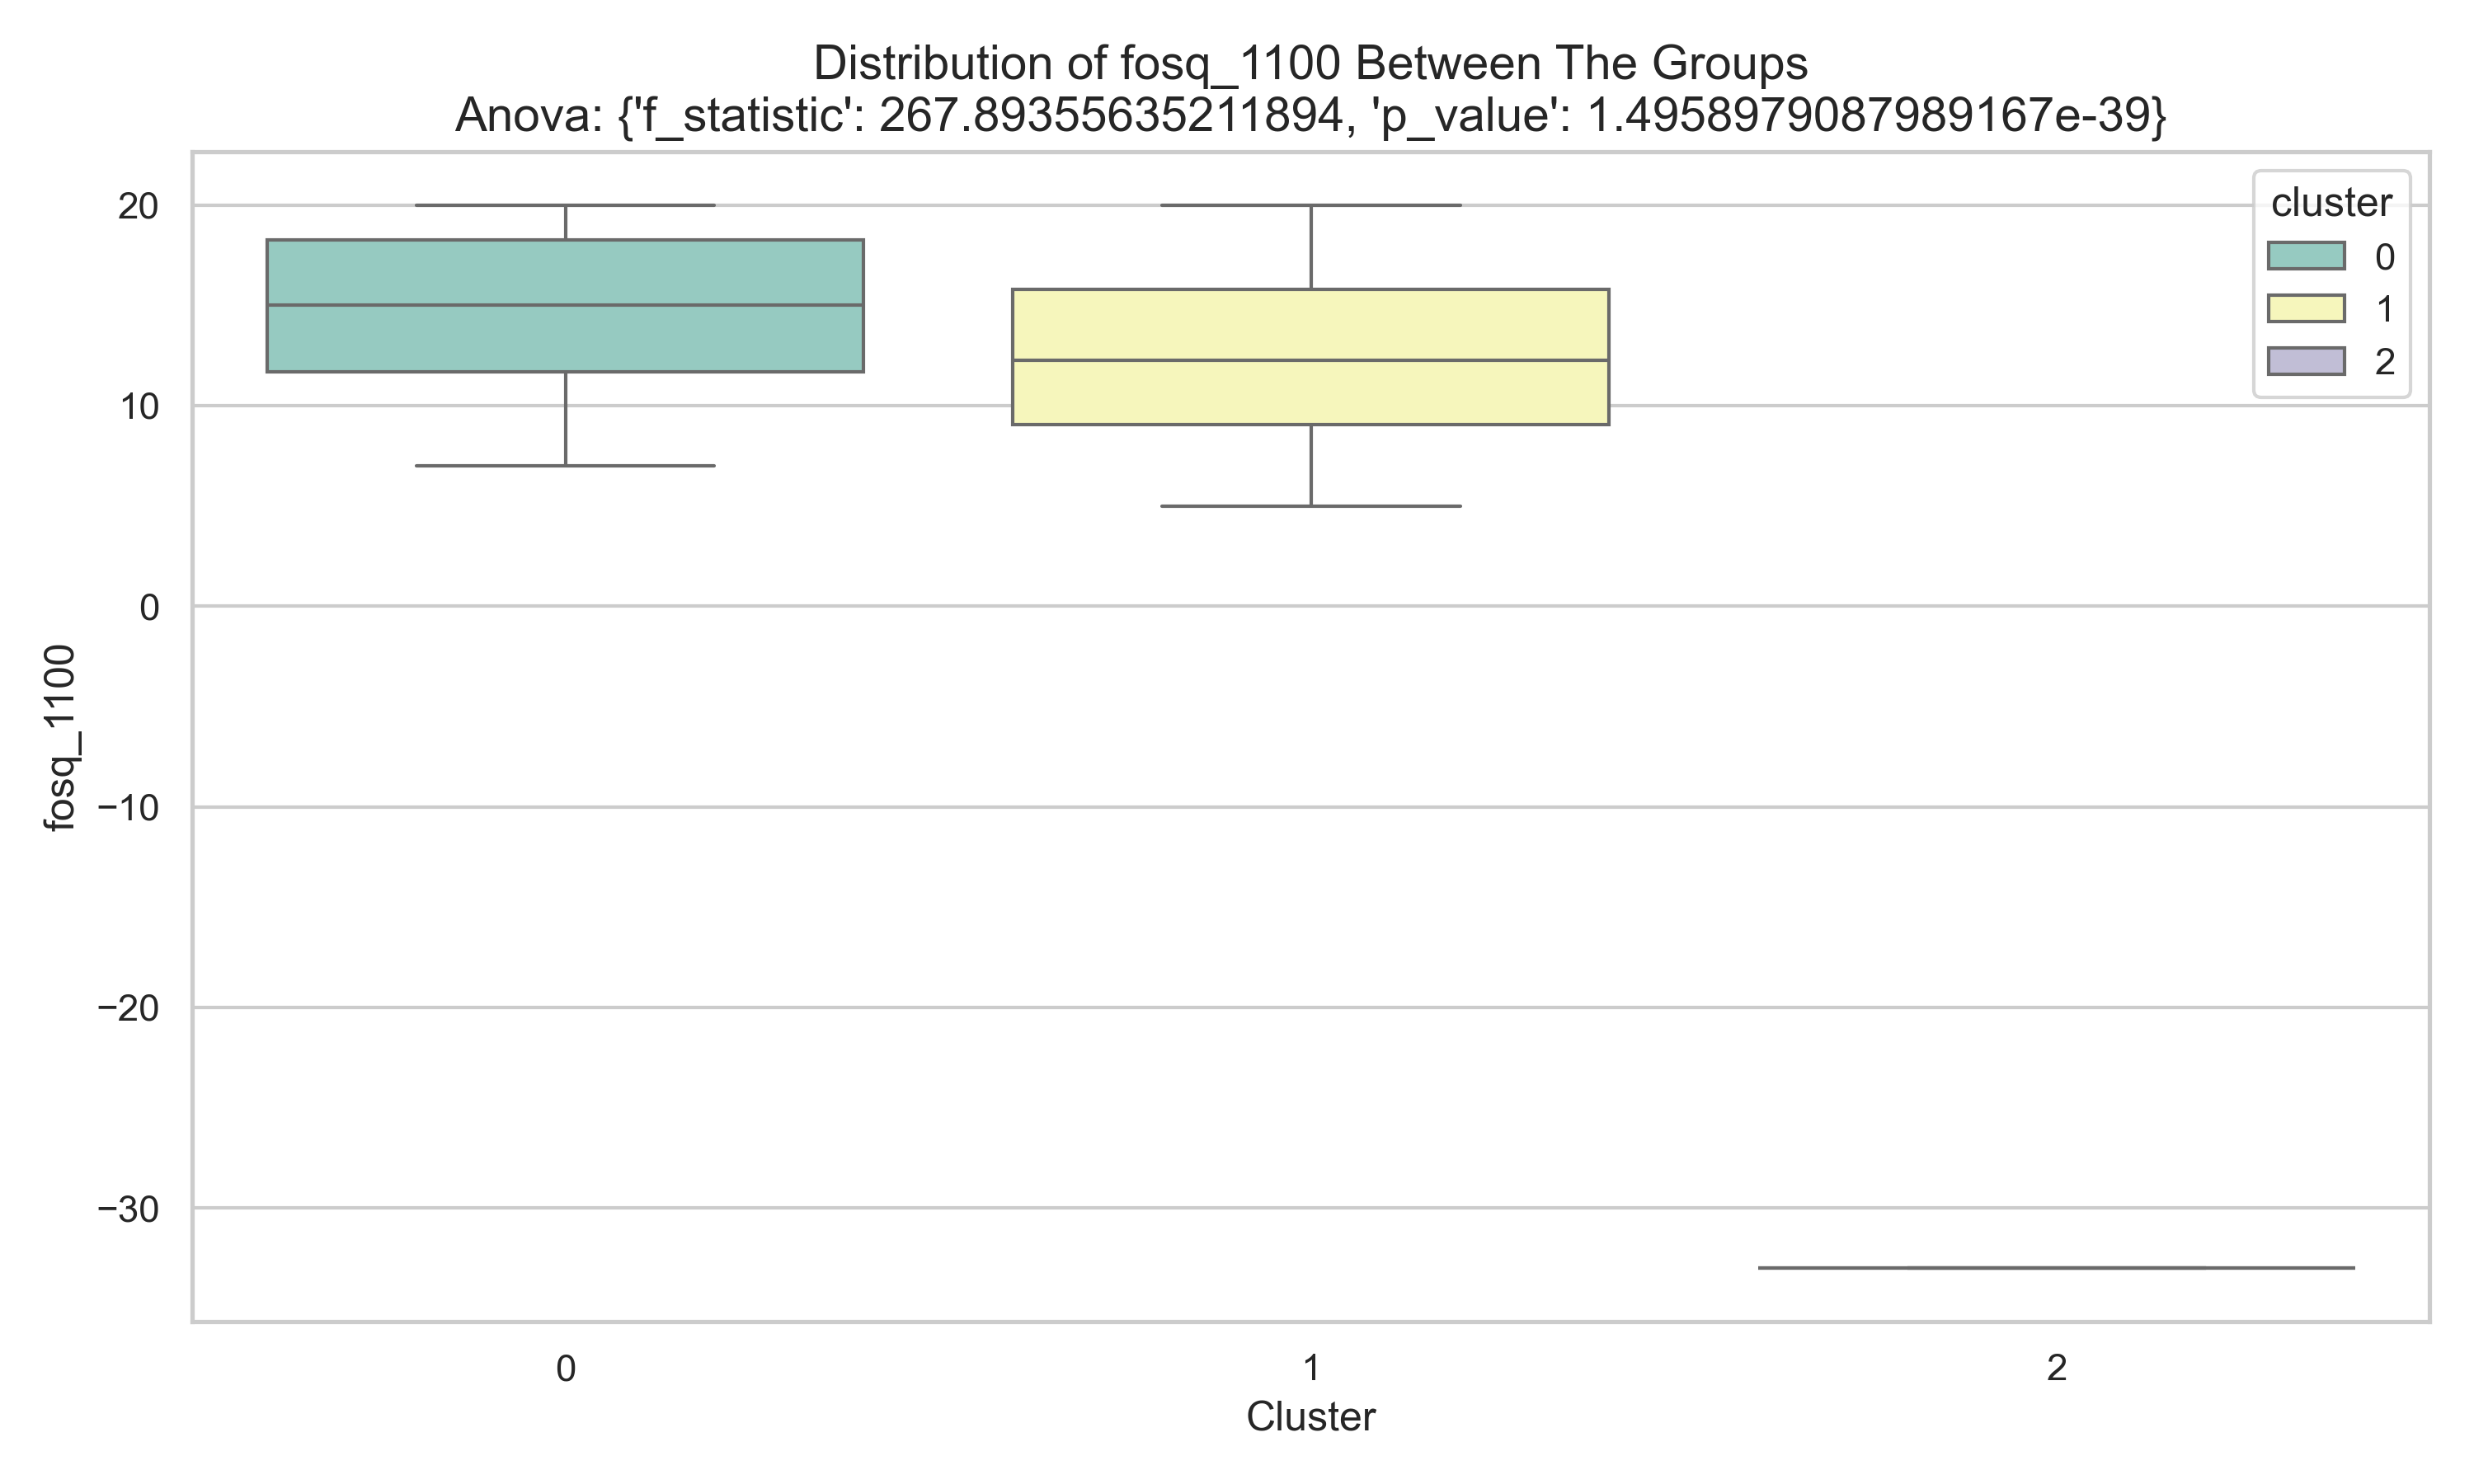 Distribution of fosq_1100 Between The Groups
Anova: {'f_statistic': 267.89355635211894, 'p_value': 1.4958979087989167e-39}
cluster
0
1
2
20
10
0
−10
−20
−30
fosq_1100
0
1
2
Cluster